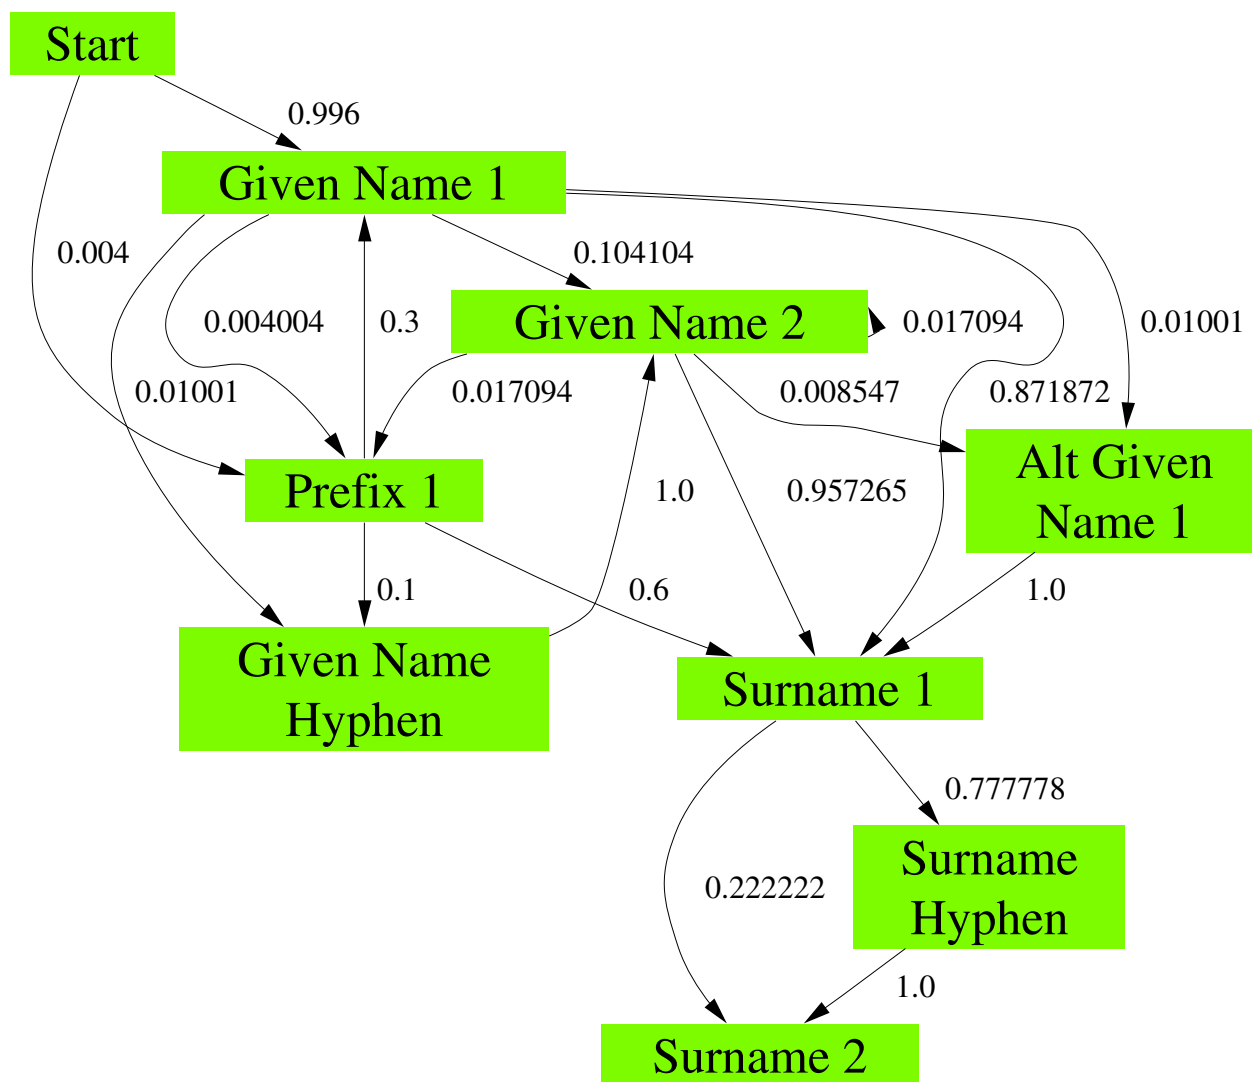 Start
0.996
Given Name 1
0.004
0.104104
0.004004
0.3
Given Name 2
0.017094
0.01001
0.01001
0.017094
0.008547
0.871872
Alt Given
Name 1
Prefix 1
1.0
0.957265
0.1
0.6
1.0
Given Name
Hyphen
Surname 1
0.777778
0.222222
Surname
Hyphen
1.0
Surname 2